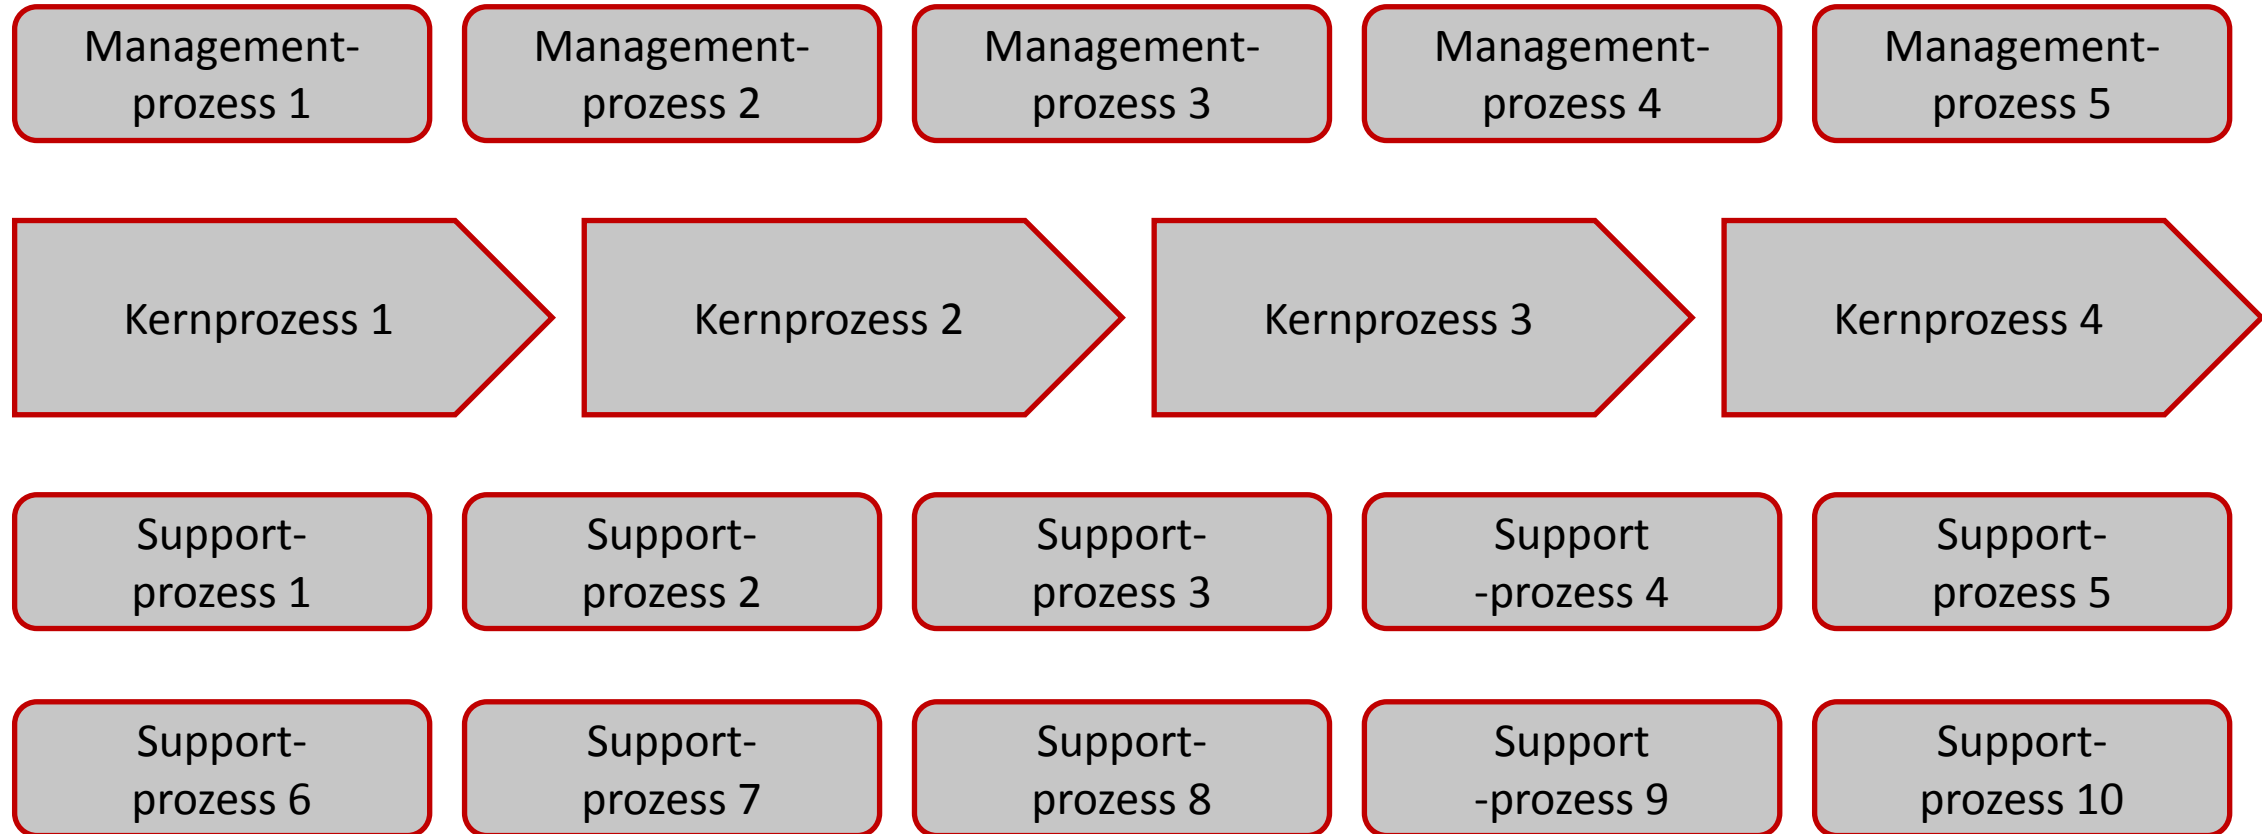 Management-
prozess 1
Management-
prozess 2
Management-
prozess 3
Management-
prozess 4
Management-
prozess 5
Kernprozess 1
Kernprozess 2
Kernprozess 3
Kernprozess 4
Support-
prozess 1
Support-
prozess 2
Support-
prozess 3
Support
-prozess 4
Support-
prozess 5
Support-
prozess 6
Support-
prozess 7
Support-
prozess 8
Support
-prozess 9
Support-
prozess 10